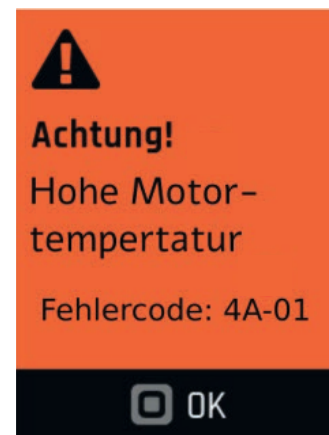 Achtung!
Hohe Motor-
tempertatur
Fehlercode: 4A-01
OK